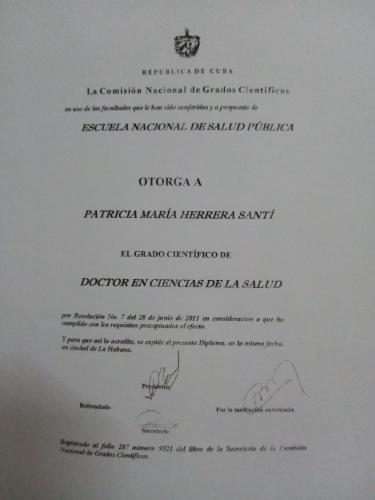 REPUBLICA DE CUBA
La Comisión Nacional de Grados Científicos
en uso de las facultades que le han sido conferidas y a propuesta de
ESCUELA NACIONAL DE SALUD PÚBLICA
OTORGA A
PATRICIA MARÍA HERRERA SANTÍ
EL GRADO CIENTÍFICO DE
DOCTOR EN CIENCIAS DE LA SALUD
por Resolución No. 7 del 28 de junio de 2011 en consideracion a que ha
cumplido con los requisitos preceptuados al efecto.
Y para que así lo acredite, se expide el presente Diploma, en la misma fecha,
en ciudad de La Habana.
Presidente
Refrendado
Por la institución autorizada
Secretario
Registrado al folio 287 número 9521 del libro de la Secretaria de la Comisión
Nacional de Grados Científicos.